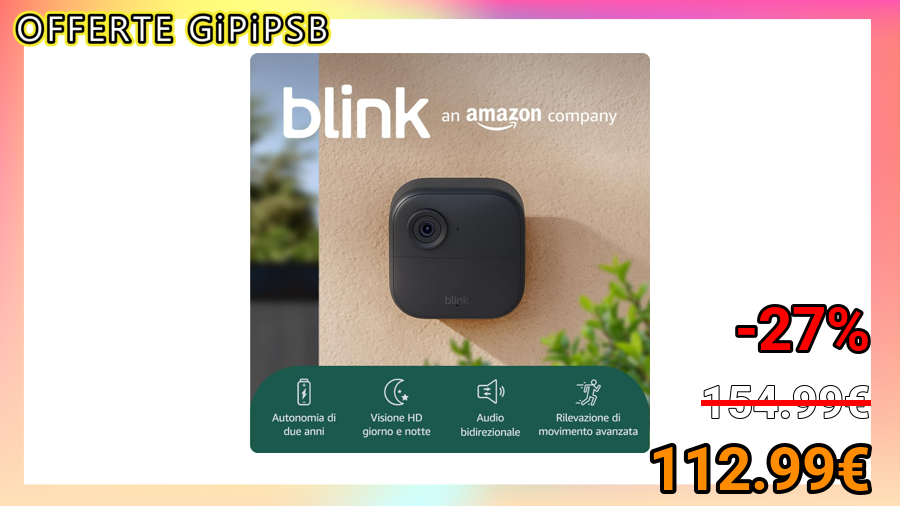 OFFERTE GiPiPSB
blink an amazon company
blink
Autonomia di
due anni
Visione HD
giorno e notte
Audio
bidirezionale
Rilevazione di
movimento avanzata
-27%
154.99€
112.99€